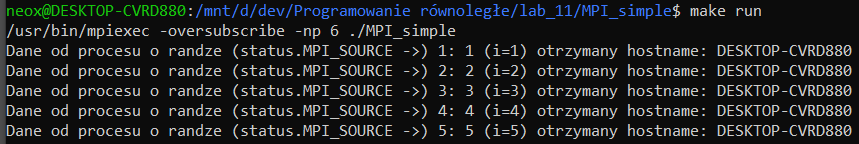 neox@DESKTOP-CVRD880:/mnt/d/dev/Programowanie równoległe/lab_11/MPI_simple$ make run
/usr/bin/mpiexec -oversubscribe -np 6 ./MPI_simple
Dane od procesu o randze (status.MPI_SOURCE ->) 1: 1 (i=1) otrzymany hostname: DESKTOP-CVRD880
Dane od procesu o randze (status.MPI_SOURCE ->) 2: 2 (i=2) otrzymany hostname: DESKTOP-CVRD880
Dane od procesu o randze (status.MPI_SOURCE ->) 3: 3 (i=3) otrzymany hostname: DESKTOP-CVRD880
Dane od procesu o randze (status.MPI_SOURCE ->) 4: 4 (i=4) otrzymany hostname: DESKTOP-CVRD880
Dane od procesu o randze (status.MPI_SOURCE ->) 5: 5 (i=5) otrzymany hostname: DESKTOP-CVRD880